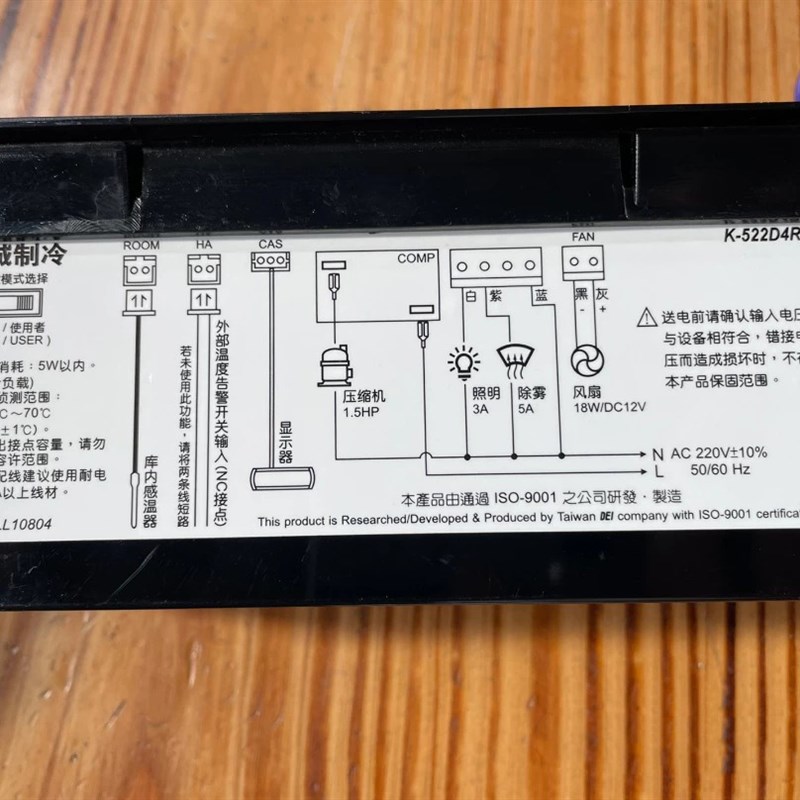 制冷
ROOM
HA
CAS
COMP
FAN
K-522D4R
模式选择
/ 使用者
/ USER )
消耗：5W以内。
负载)
侦测范围：
℃～70℃
±1℃)。
出接点容量，请勿
容许范围。
配线建议使用耐电
以上线材。
L10804
1
库内感温器
1
若未使用此功能，请将两条线短路
外部温度告警开关输入(NC接点)
显示器
压缩机
1.5HP
白
紫
蓝
照明
3A
除雾
5A
黑
灰
-
+
风扇
18W/DC12V
送电前请确认输入电压
与设备相符合，错接电
压而造成损坏时，不在
本产品保固范围。
N AC 220V±10%
L 50/60 Hz
本產品由通過 ISO-9001 之公司研發．製造
This product is Researched/Developed & Produced by Taiwan DEI company with ISO-9001 certificat